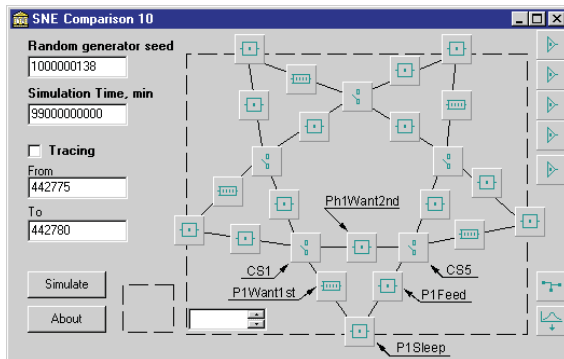 SNE Comparison 10
Random generator seed
1000000138
Simulation Time, min
99000000000
Tracing
From
442775
To
442780
Simulate
About
Ph1Want2nd
CS1
CS5
P1Want1st
P1Feed
P1Sleep